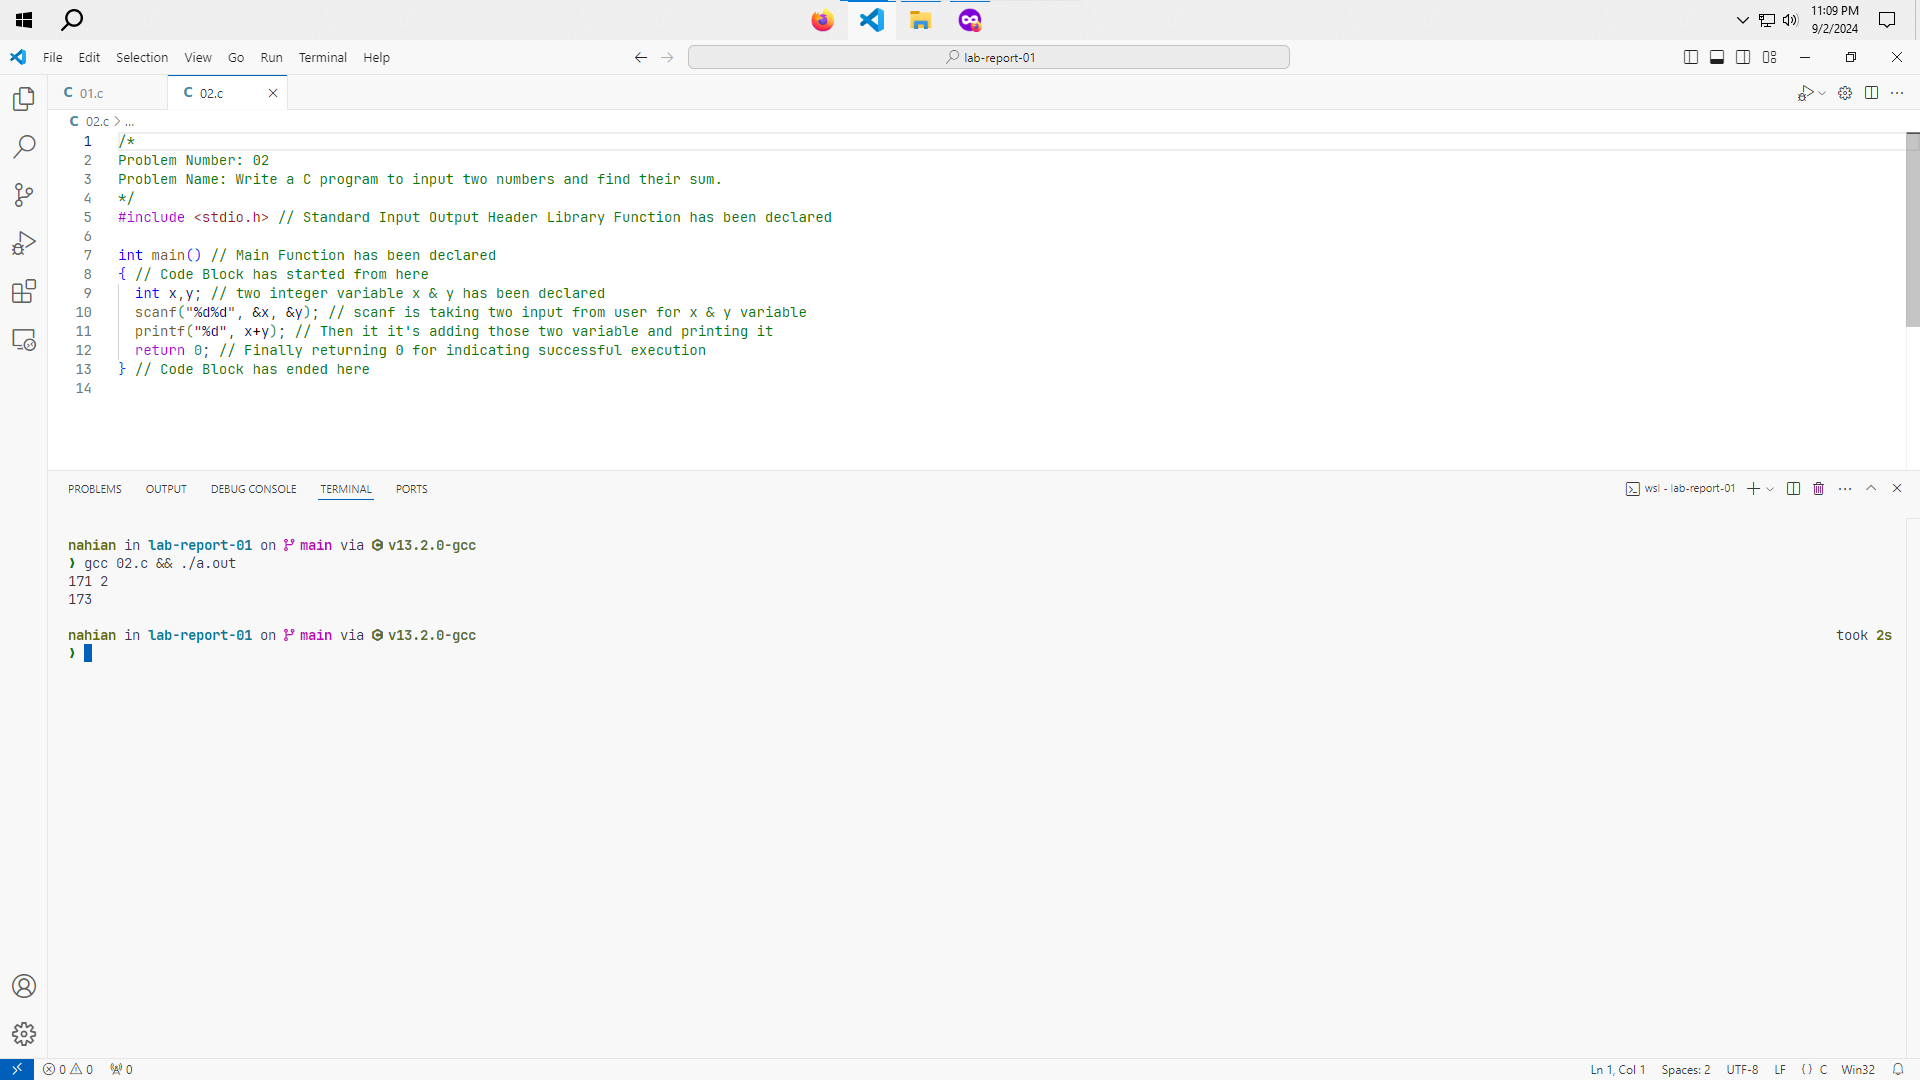 11:09 PM
9/2/2024
File Edit Selection View Go Run Terminal Help
lab-report-01
C 01.c
C 02.c
C 02.c > ...
1 /*
2 Problem Number: 02
3 Problem Name: Write a C program to input two numbers and find their sum.
4 */
5 #include <stdio.h> // Standard Input Output Header Library Function has been declared
6
7 int main() // Main Function has been declared
8 { // Code Block has started from here
9 int x,y; // two integer variable x & y has been declared
10 scanf("%d%d", &x, &y); // scanf is taking two input from user for x & y variable
11 printf("%d", x+y); // Then it it's adding those two variable and printing it
12 return 0; // Finally returning 0 for indicating successful execution
13 } // Code Block has ended here
14
PROBLEMS OUTPUT DEBUG CONSOLE TERMINAL PORTS
wsl - lab-report-01
nahian in lab-report-01 on main via C v13.2.0-gcc
❯ gcc 02.c && ./a.out
171 2
173
nahian in lab-report-01 on main via C v13.2.0-gcc took 2s
❯
0 0 0
Ln 1, Col 1 Spaces: 2 UTF-8 LF {} C Win32